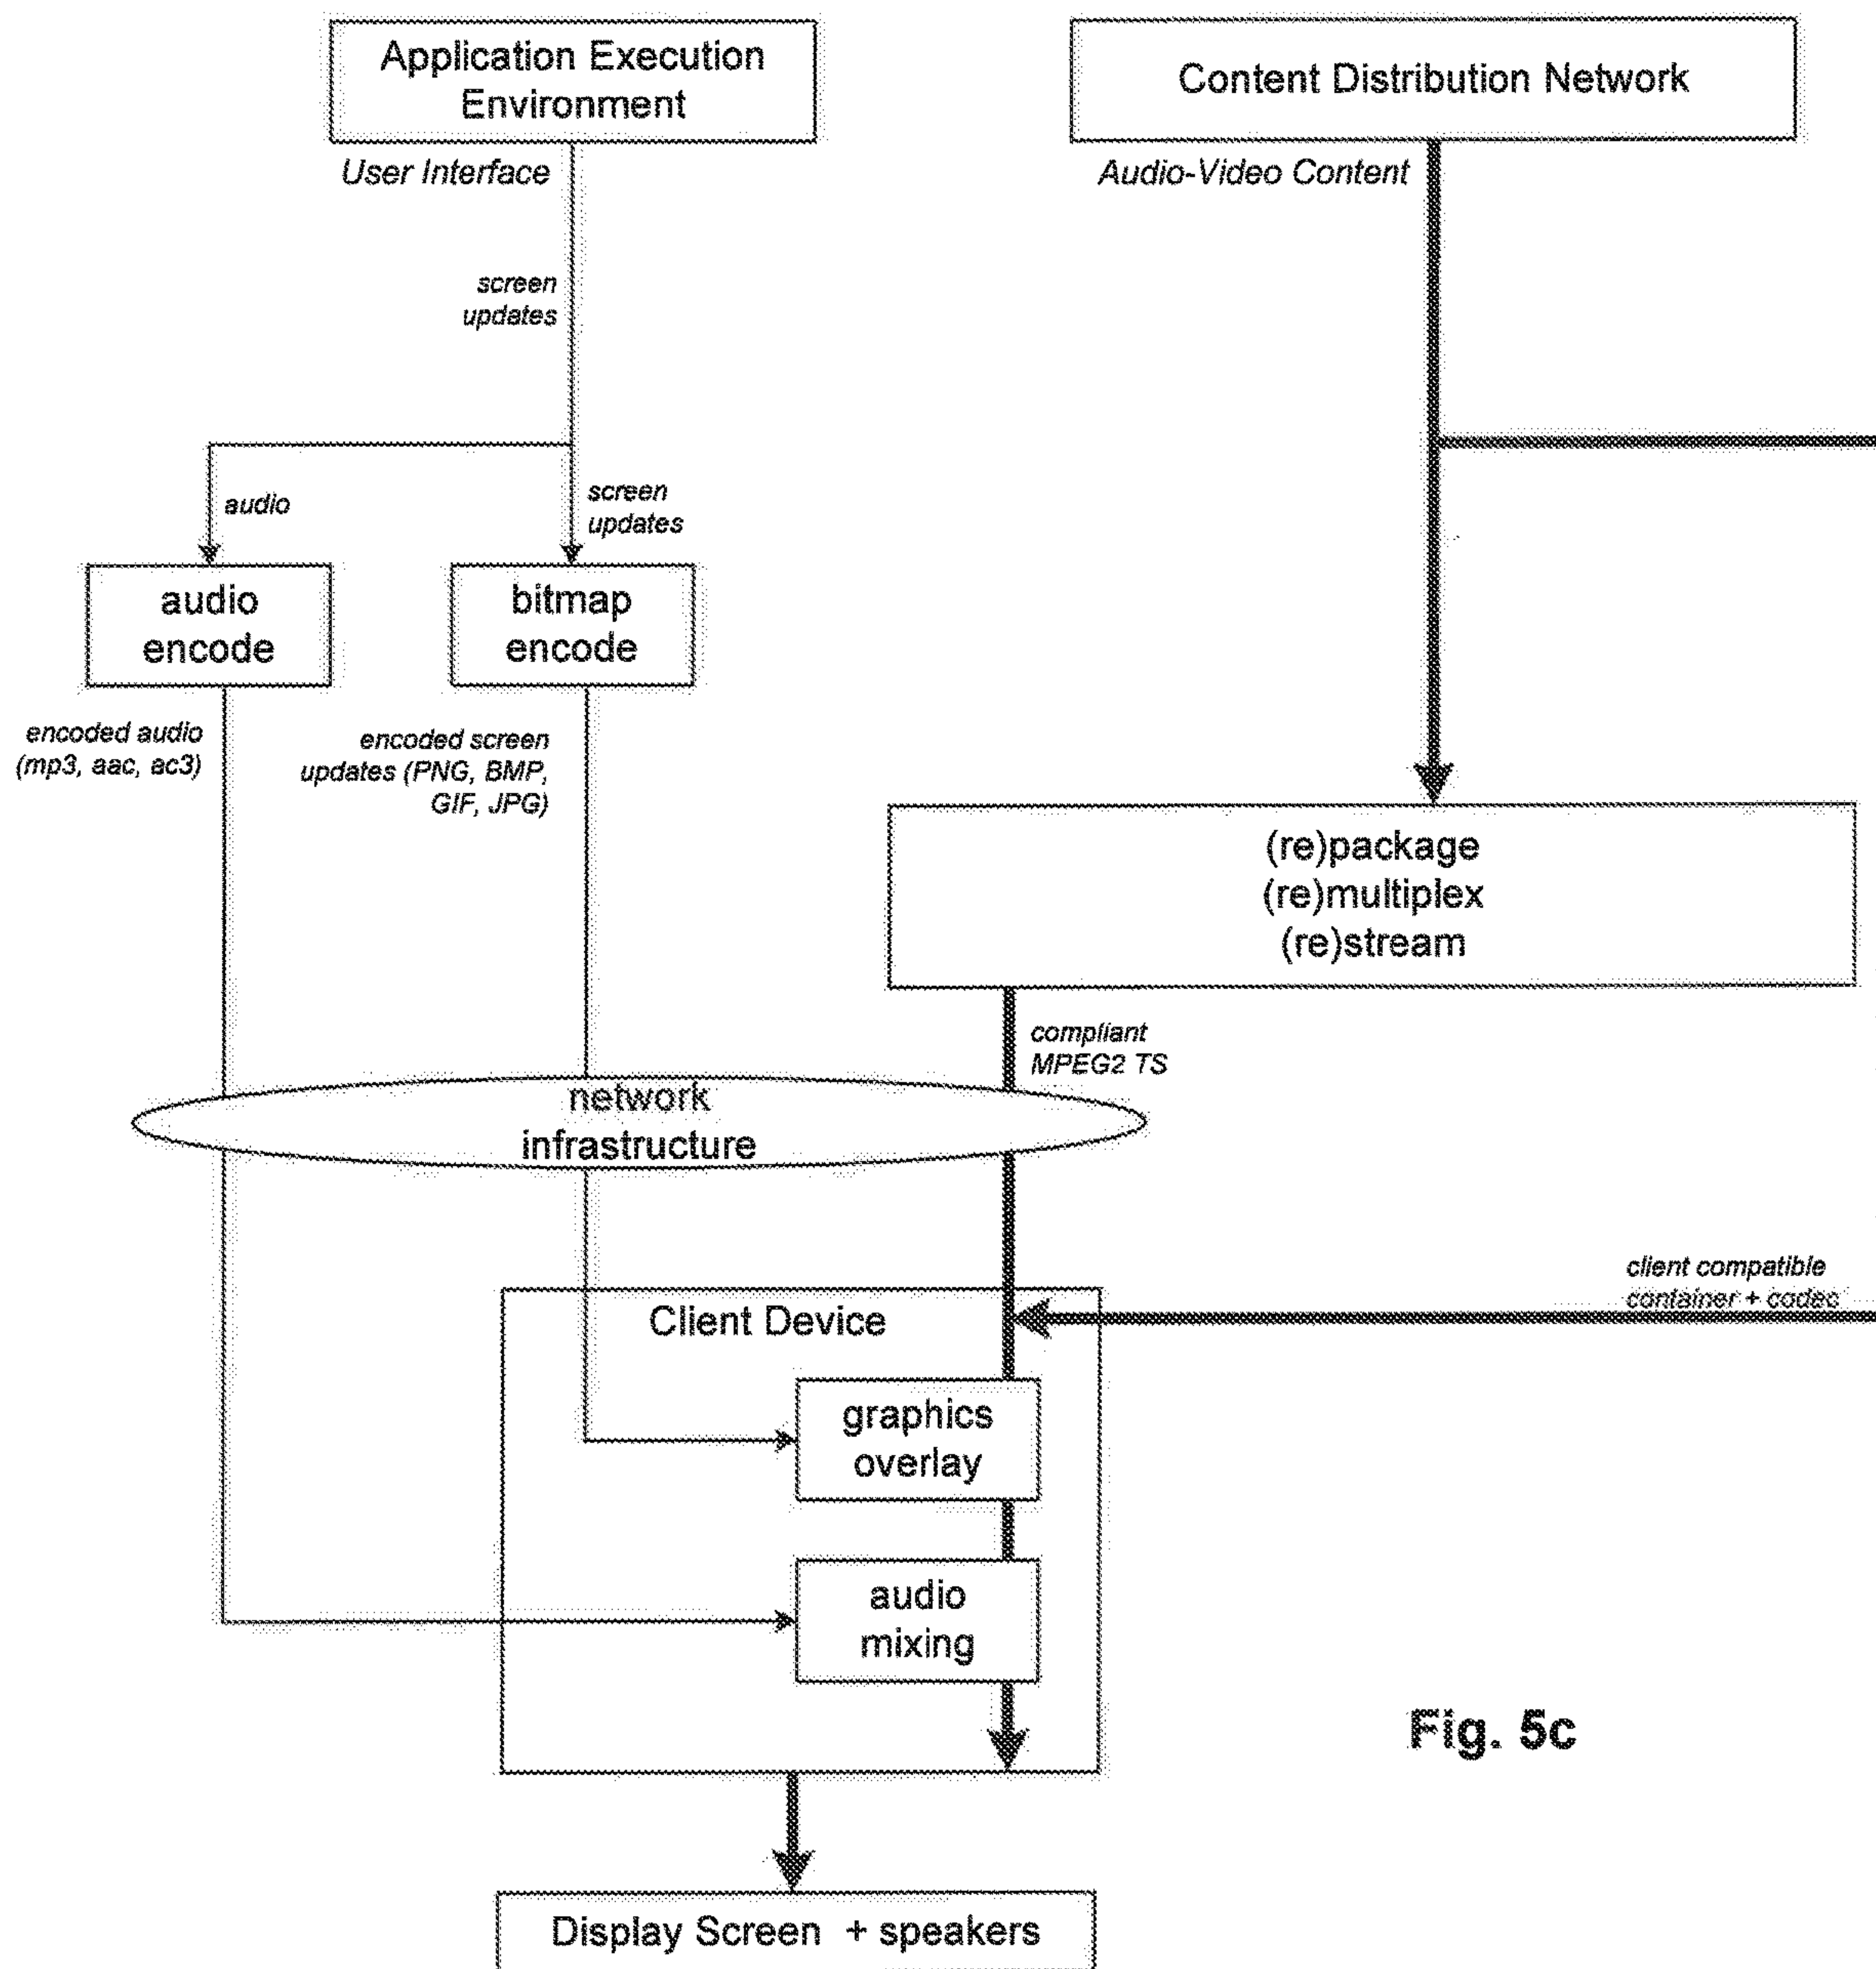 Application Execution
Environment
Content Distribution Network
User Interface
Audio-Video Content
screen
updates
audio
screen
updates
audio
encode
bitmap
encode
encoded audio
(mp3, aac, ac3)
encoded screen
updates (PNG, BMP,
GIF, JPG)
(re)package
(re)multiplex
(re)stream
compliant
MPEG2 TS
network
infrastructure
client compatible
container + codec
Client Device
graphics
overlay
audio
mixing
Fig. 5c
Display Screen + speakers